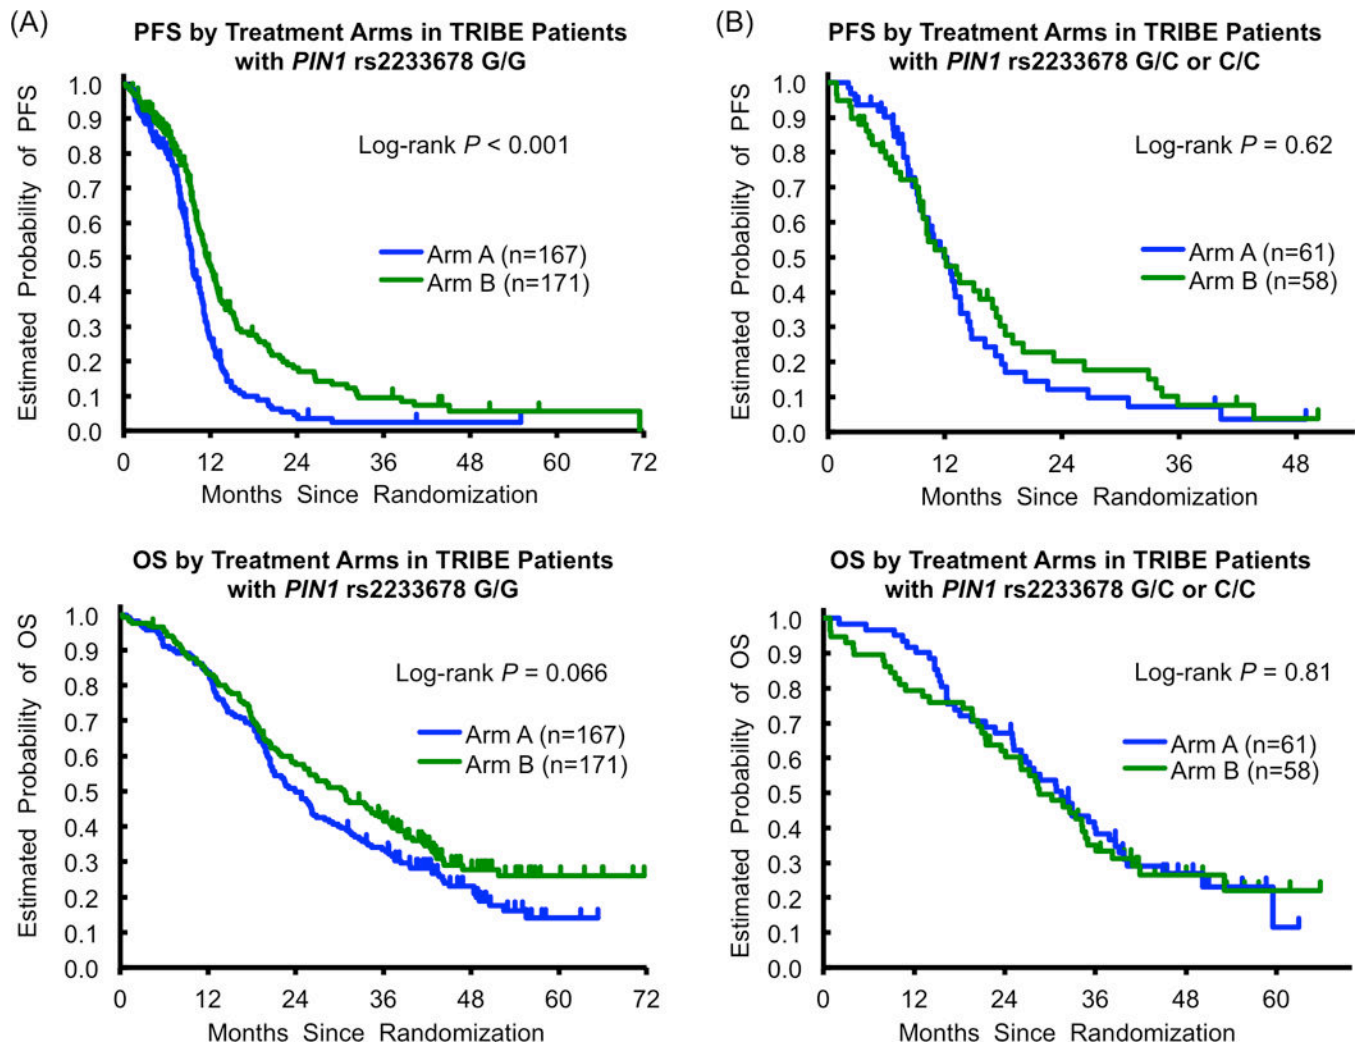 (A)
PFS by Treatment Arms in TRIBE Patients
with PIN1 rs2233678 G/G
Estimated Probability of PFS
1.0
0.9
0.8
0.7
0.6
0.5
0.4
0.3
0.2
0.1
0.0
Log-rank P < 0.001
Arm A (n=167)
Arm B (n=171)
0 12 24 36 48 60 72
Months Since Randomization
(B)
PFS by Treatment Arms in TRIBE Patients
with PIN1 rs2233678 G/C or C/C
Estimated Probability of PFS
1.0
0.9
0.8
0.7
0.6
0.5
0.4
0.3
0.2
0.1
0.0
Log-rank P = 0.62
Arm A (n=61)
Arm B (n=58)
0 12 24 36 48
Months Since Randomization
OS by Treatment Arms in TRIBE Patients
with PIN1 rs2233678 G/G
Estimated Probability of OS
1.0
0.9
0.8
0.7
0.6
0.5
0.4
0.3
0.2
0.1
0.0
Log-rank P = 0.066
Arm A (n=167)
Arm B (n=171)
0 12 24 36 48 60 72
Months Since Randomization
OS by Treatment Arms in TRIBE Patients
with PIN1 rs2233678 G/C or C/C
Estimated Probability of OS
1.0
0.9
0.8
0.7
0.6
0.5
0.4
0.3
0.2
0.1
0.0
Log-rank P = 0.81
Arm A (n=61)
Arm B (n=58)
0 12 24 36 48 60
Months Since Randomization